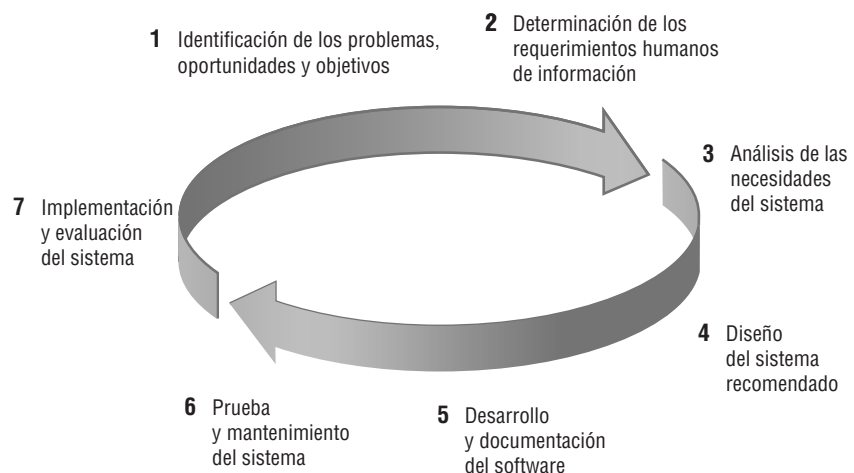 1 Identificación de los problemas,
oportunidades y objetivos
2 Determinación de los
requerimientos humanos
de información
3 Análisis de las
necesidades
del sistema
4 Diseño
del sistema
recomendado
5 Desarrollo
y documentación
del software
6 Prueba
y mantenimiento
del sistema
7 Implementación
y evaluación
del sistema